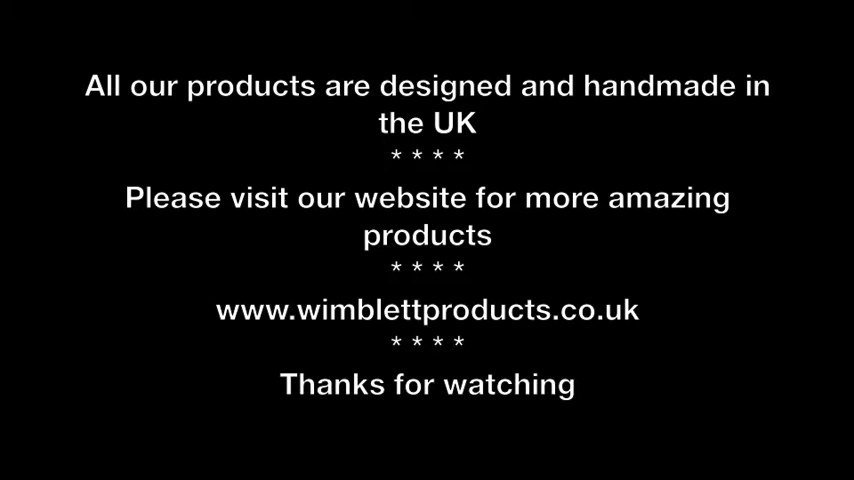 All our products are designed and handmade in
the UK
* * * *
Please visit our website for more amazing
products
* * * *
www.wimblettproducts.co.uk
* * * *
Thanks for watching